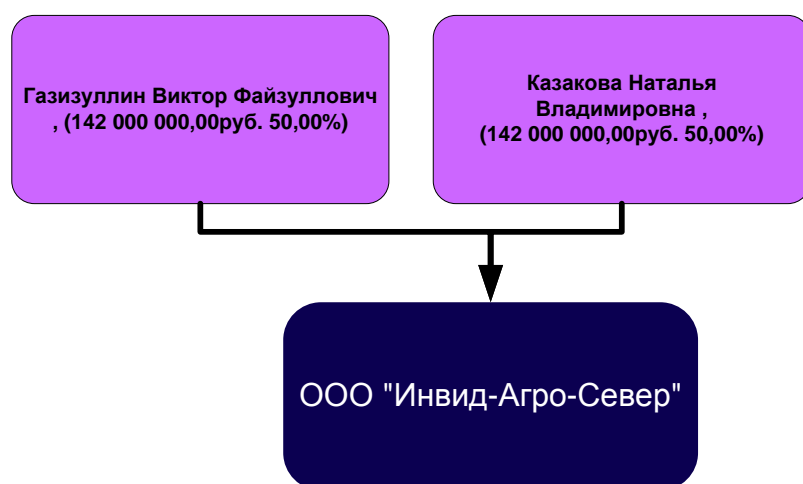 Газизуллин Виктор Файзуллович
, (142 000 000,00руб. 50,00%)
Казакова Наталья
Владимировна ,
(142 000 000,00руб. 50,00%)
ООО "Инвид-Агро-Север"